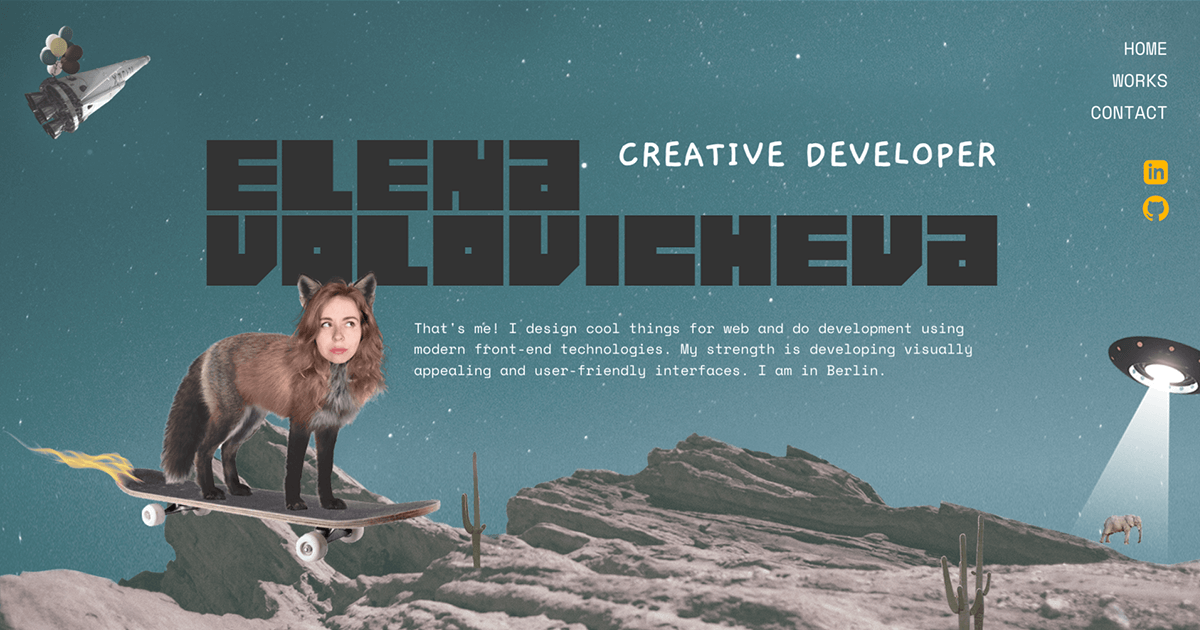 HOME
WORKS
CONTACT
ELENA
CREATIVE DEVELOPER
VOLOVICHEVA
in
That's me! I design cool things for web and do development using
modern front-end technologies. My strength is developing visually
appealing and user-friendly interfaces. I am in Berlin.